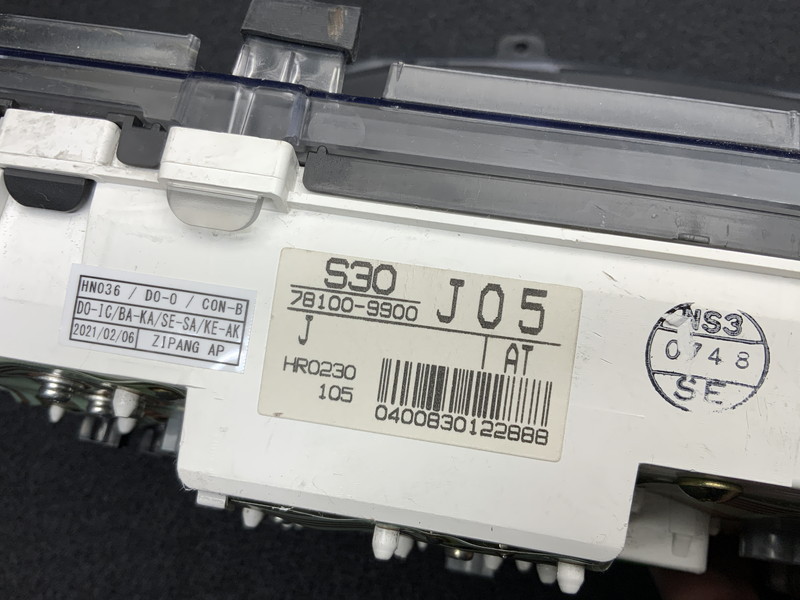 HN036 / DO-O / CON-B
DO-IC/BA-KA/SE-SA/KE-AK
2021/02/06 ZIPANG AP
S30
78100-9900
J05
J
AT
HR0230
105
0400830122888
NS3
0748
SE